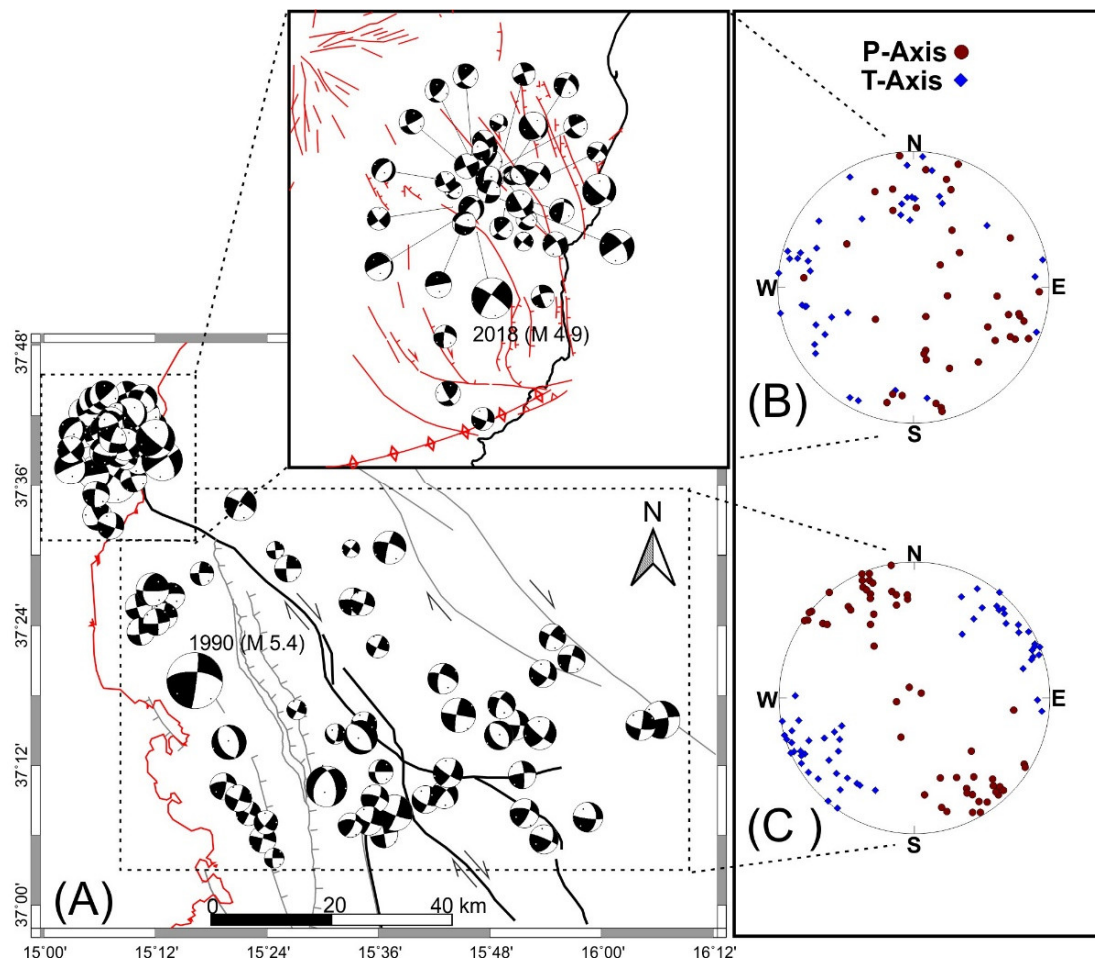 P-Axis
T-Axis
N
W
E
S
(B)
2018 (M 4.9)
37°48'
37°36'
37°24'
37°12'
37°00'
N
1990 (M 5.4)
(A)
0
20
40 km
15°00'
15°12'
15°24'
15°36'
15°48'
16°00'
16°12'
N
W
E
S
(C )